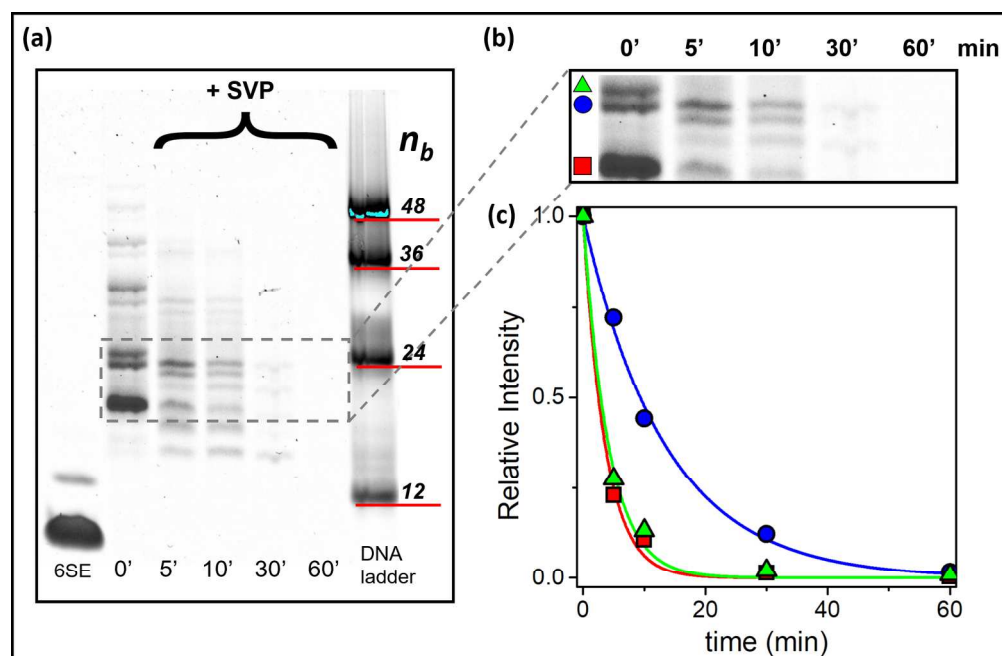 (a)
+ SVP
n_b
48
36
24
12
6SE 0' 5' 10' 30' 60' DNA
ladder
(b) 0' 5' 10' 30' 60' min
(c)
Relative Intensity
1.0
0.5
0.0
0 20 40 60
time (min)